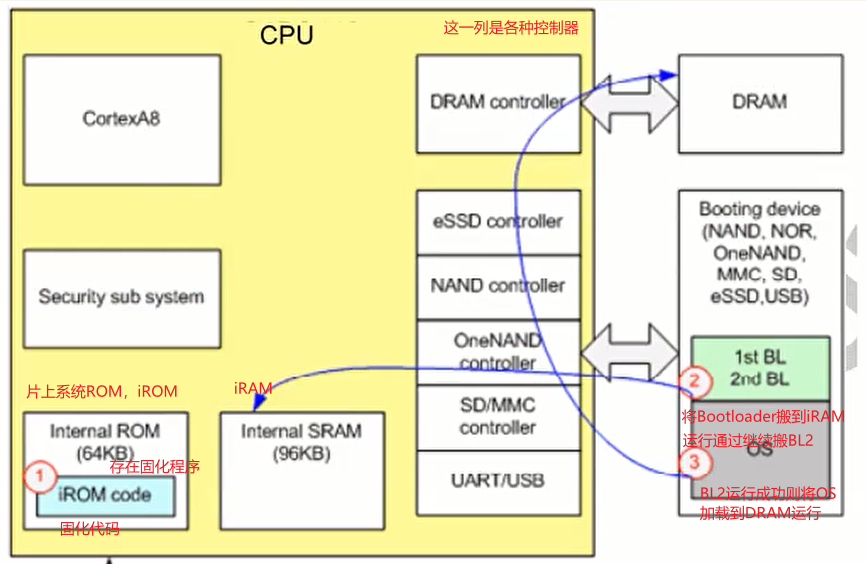 CPU
这一列是各种控制器
CortexA8
DRAM controller
DRAM
eSSD controller
Booting device
(NAND, NOR,
OneNAND,
MMC, SD,
eSSD,USB)
Security sub system
NAND controller
OneNAND
controller
1st BL
2nd BL
2
片上系统ROM，iROM
iRAM
SD/MMC
controller
将Bootloader搬到iRAM
运行通过继续搬BL2
OS
Internal ROM
(64KB)
Internal SRAM
(96KB)
存在固化程序
1
iROM code
固化代码
UART/USB
3
BL2运行成功则将OS
加载到DRAM运行